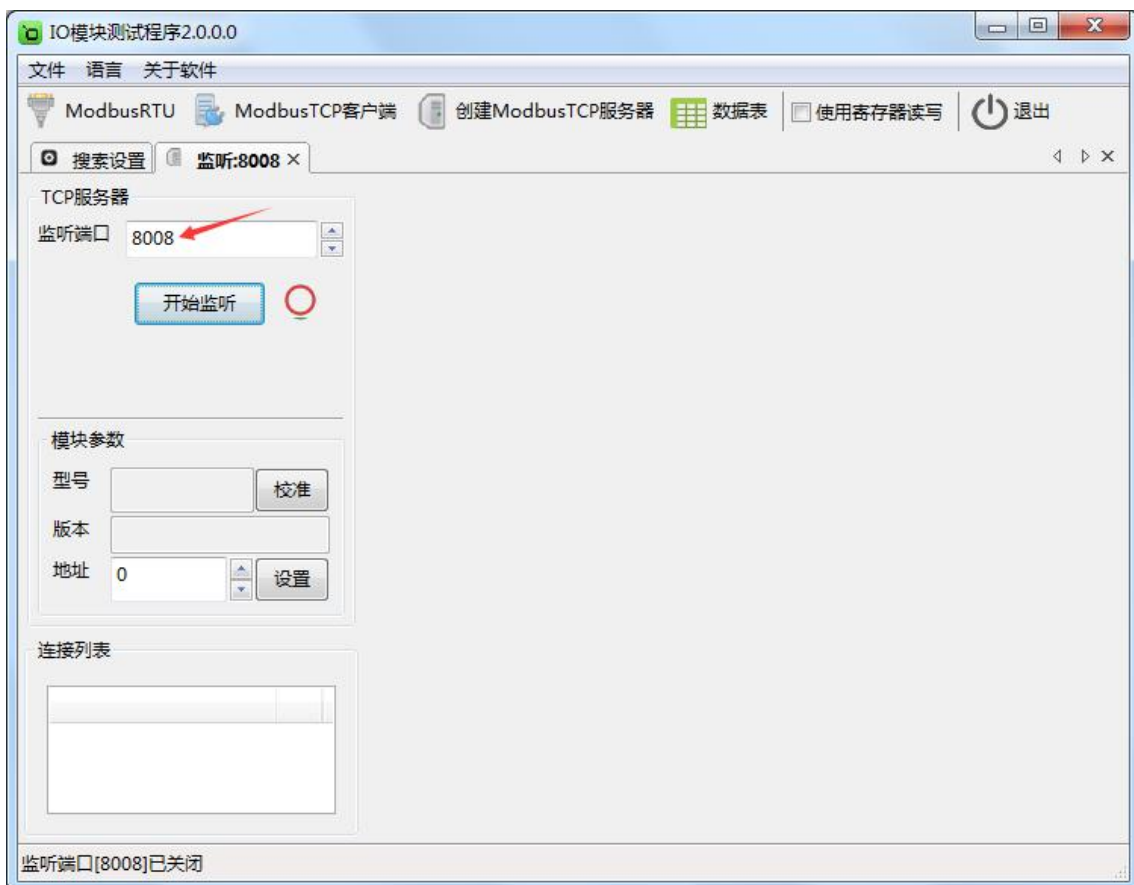 IO模块测试程序2.0.0.0
文件 语言 关于软件
ModbusRTU ModbusTCP客户端 创建ModbusTCP服务器 数据表 使用寄存器读写 退出
搜索设置 监听:8008
TCP服务器
监听端口 8008
开始监听
模块参数
型号 校准
版本
地址 0 设置
连接列表
监听端口[8008]已关闭